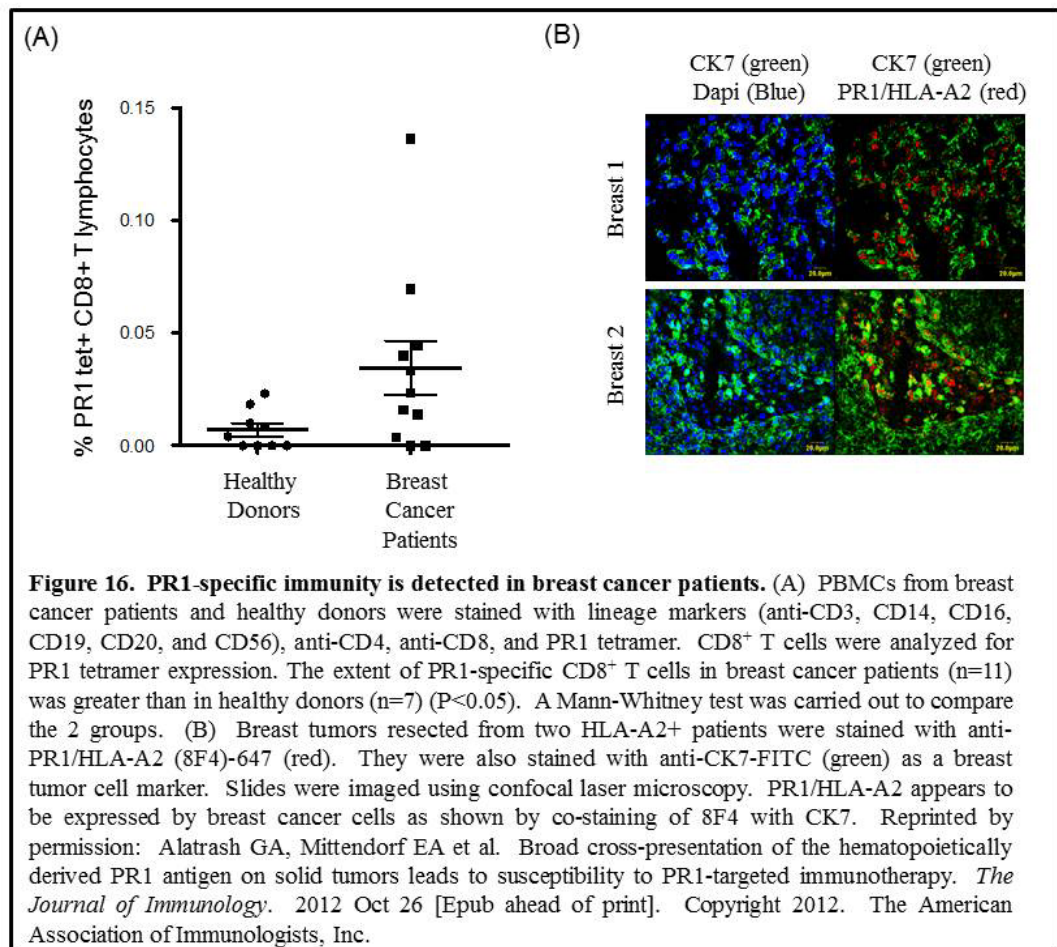 (A)
(B)
CK7 (green)
Dapi (Blue)
CK7 (green)
PR1/HLA-A2 (red)
% PR1 tet+ CD8+ T lymphocytes
0.15
0.10
0.05
0.00
Healthy
Donors
Breast
Cancer
Patients
Breast 1
20.0µm
20.0µm
Breast 2
20.0µm
20.0µm
Figure 16. PR1-specific immunity is detected in breast cancer patients. (A) PBMCs from breast
cancer patients and healthy donors were stained with lineage markers (anti-CD3, CD14, CD16,
CD19, CD20, and CD56), anti-CD4, anti-CD8, and PR1 tetramer. CD8+ T cells were analyzed for
PR1 tetramer expression. The extent of PR1-specific CD8+ T cells in breast cancer patients (n=11)
was greater than in healthy donors (n=7) (P<0.05). A Mann-Whitney test was carried out to compare
the 2 groups. (B) Breast tumors resected from two HLA-A2+ patients were stained with anti-
PR1/HLA-A2 (8F4)-647 (red). They were also stained with anti-CK7-FITC (green) as a breast
tumor cell marker. Slides were imaged using confocal laser microscopy. PR1/HLA-A2 appears to
be expressed by breast cancer cells as shown by co-staining of 8F4 with CK7. Reprinted by
permission: Alatrash GA, Mittendorf EA et al. Broad cross-presentation of the hematopoietically
derived PR1 antigen on solid tumors leads to susceptibility to PR1-targeted immunotherapy. The
Journal of Immunology. 2012 Oct 26 [Epub ahead of print]. Copyright 2012. The American
Association of Immunologists, Inc.